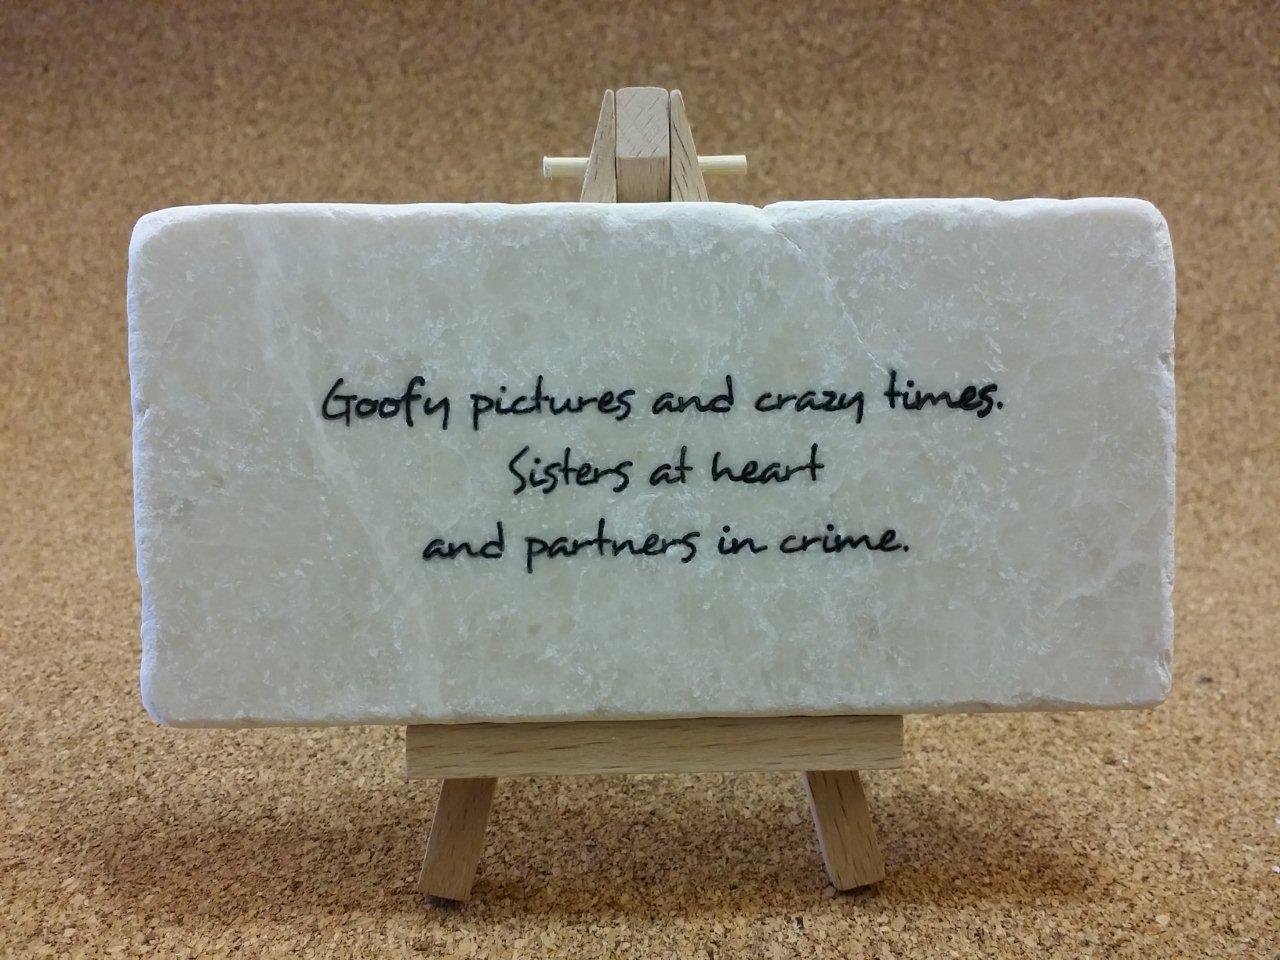 Goofy pictures and crazy times.
Sisters at heart
and partners in crime.